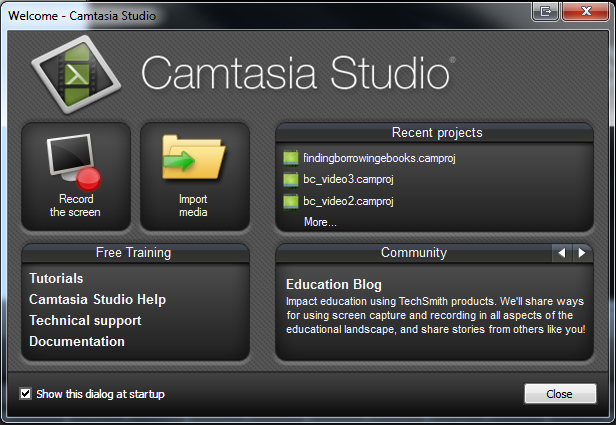 Welcome - Camtasia Studio
Camtasia Studio®
Record
the screen
Import
media
Recent projects
findingborrowingebooks.camproj
bc_video3.camproj
bc_video2.camproj
More...
Free Training
Tutorials
Camtasia Studio Help
Technical support
Documentation
Community
Education Blog
Impact education using TechSmith products. We'll share ways
for using screen capture and recording in all aspects of the
educational landscape, and share stories from others like you!
Show this dialog at startup
Close